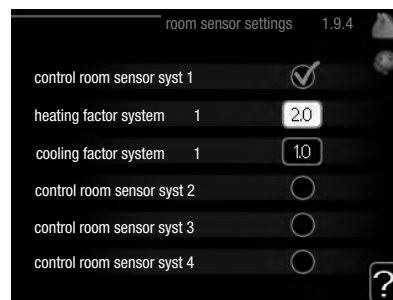 room sensor settings 1.9.4
control room sensor syst 1
heating factor system 1 2.0
cooling factor system 1 1.0
control room sensor syst 2
control room sensor syst 3
control room sensor syst 4
?